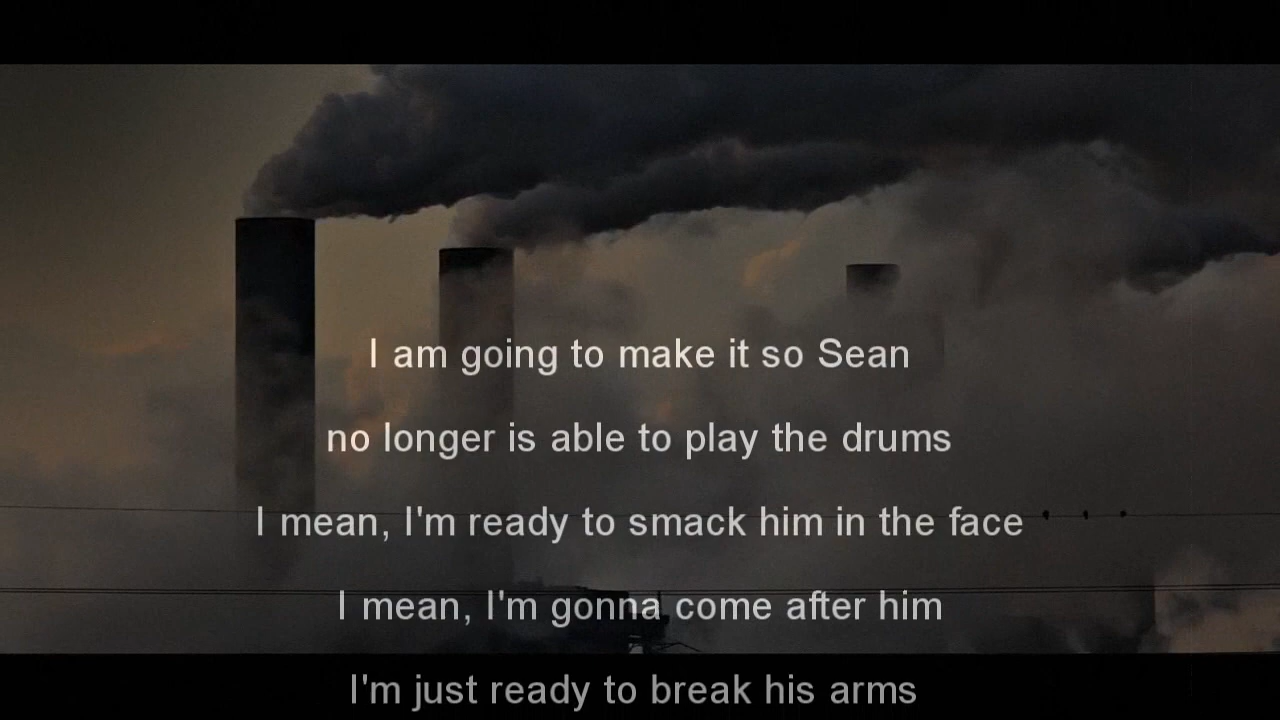 I am going to make it so Sean
no longer is able to play the drums
I mean, I'm ready to smack him in the face
I mean, I'm gonna come after him
I'm just ready to break his arms